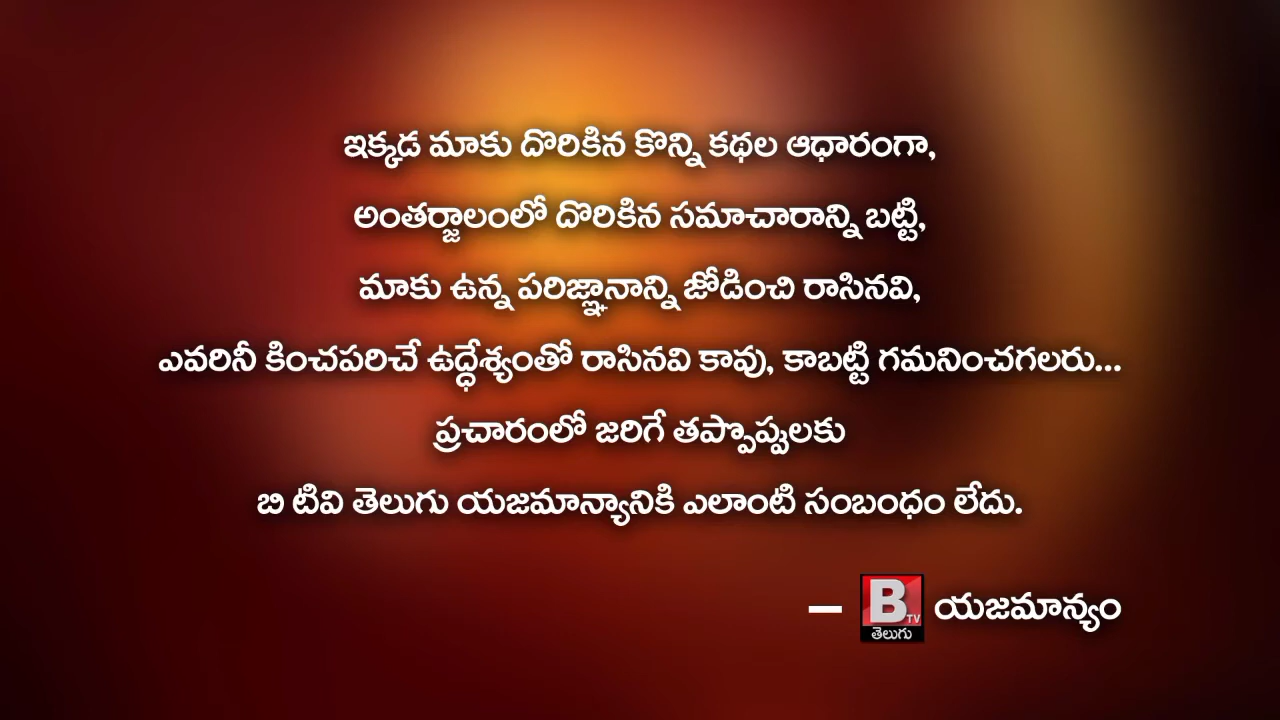 ఇక్కడ మాకు దొరికిన కొన్ని కథల ఆధారంగా,
అంతర్జాలంలో దొరికిన సమాచారాన్ని బట్టి,
మాకు ఉన్న పరిజ్ఞానాన్ని జోడించి రాసినవి,
ఎవరినీ కించపరిచే ఉద్ధేశ్యంతో రాసినవి కావు, కాబట్టి గమనించగలరు...
ప్రచారంలో జరిగే తప్పొప్పులకు
బి టివి తెలుగు యజమాన్యానికి ఎలాంటి సంబంధం లేదు.
– B TV తెలుగు యజమాన్యం